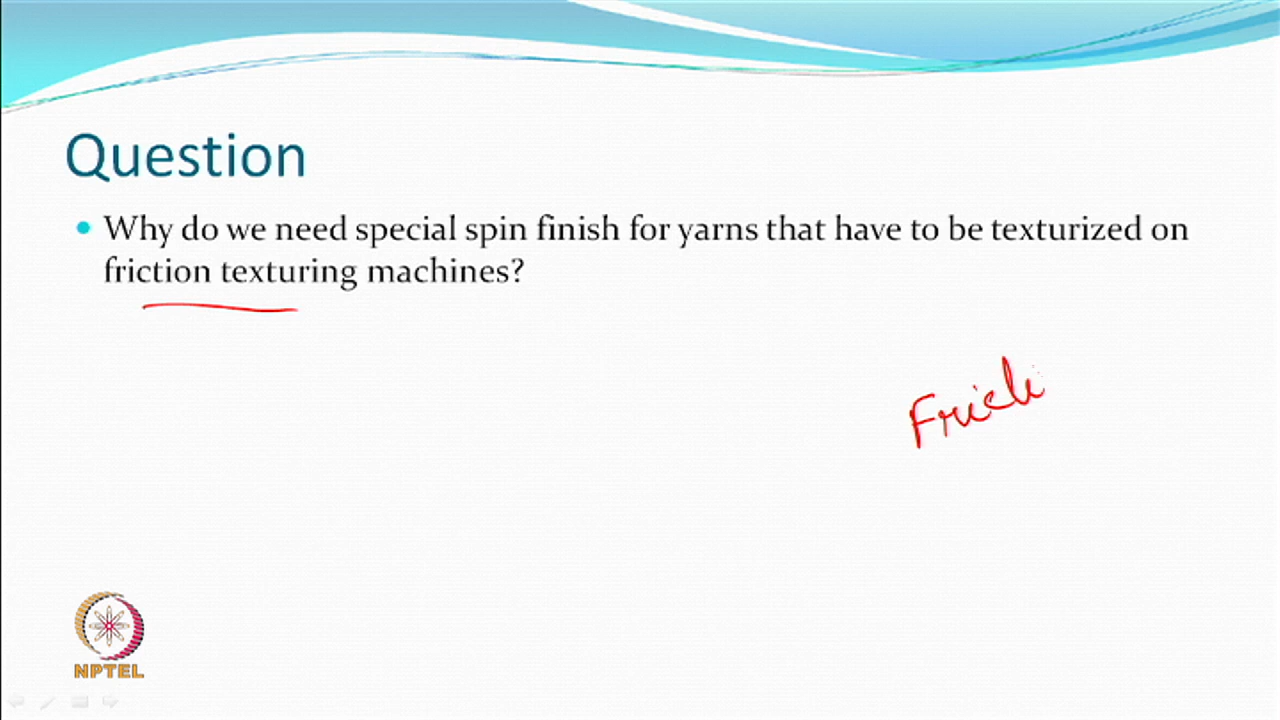 Question
Why do we need special spin finish for yarns that have to be texturized on
friction texturing machines?
Fricti
NPTEL